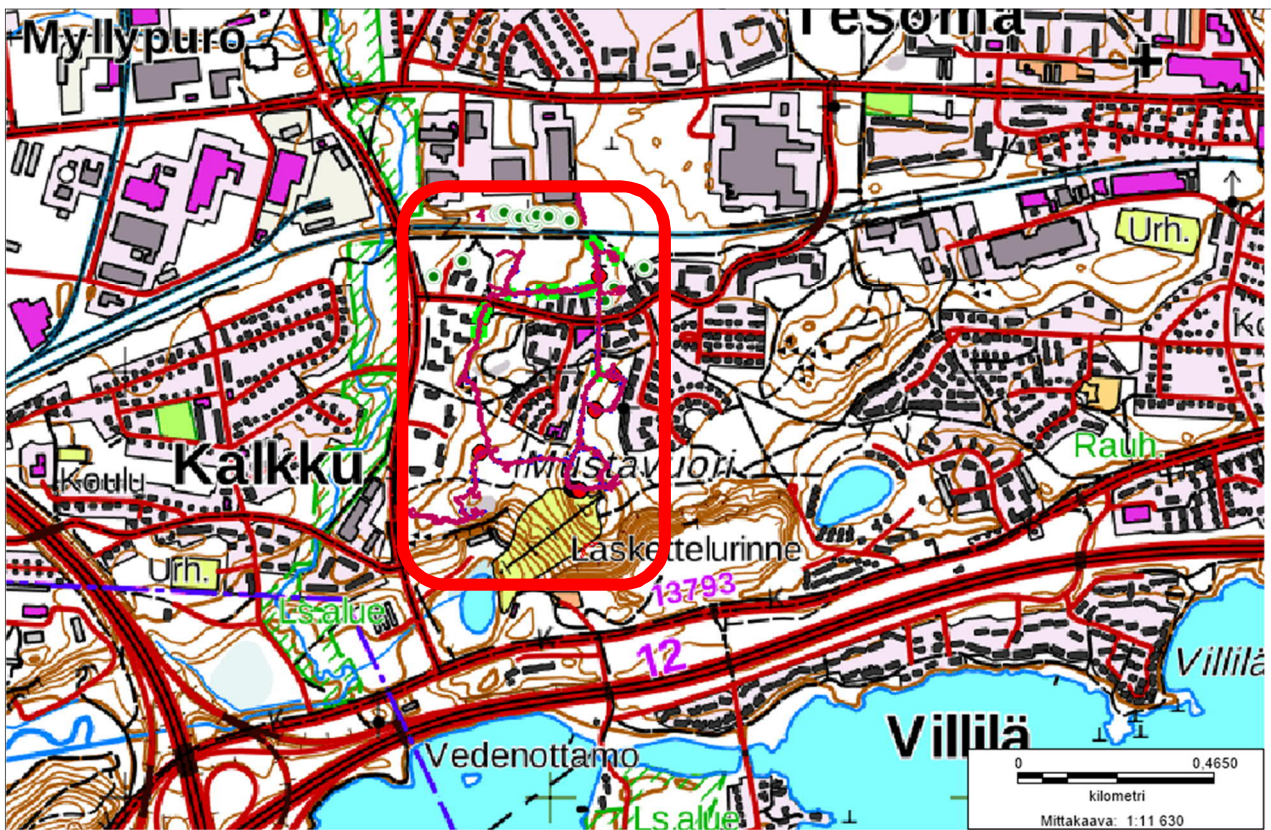 Tesoma
Myllypuro
Urh.
Ko
Rauh.
Kalkku
Mustavuori
Koulu
Laskettelurinne
Urh.
13793
Ls.alue
12
Villilä
Villilä
Vedenottamo
0 0,4650
kilometri
Ls.alue
Mittakaava: 1:11 630